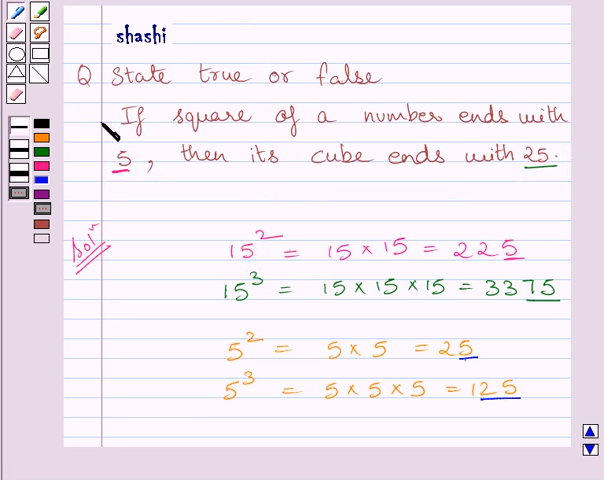 shashi
Q State true or false
If square of a number ends with
5, then its cube ends with 25.
Solⁿ
15² = 15 × 15 = 225
15³ = 15 × 15 × 15 = 3375
5² = 5 × 5 = 25
5³ = 5 × 5 × 5 = 125